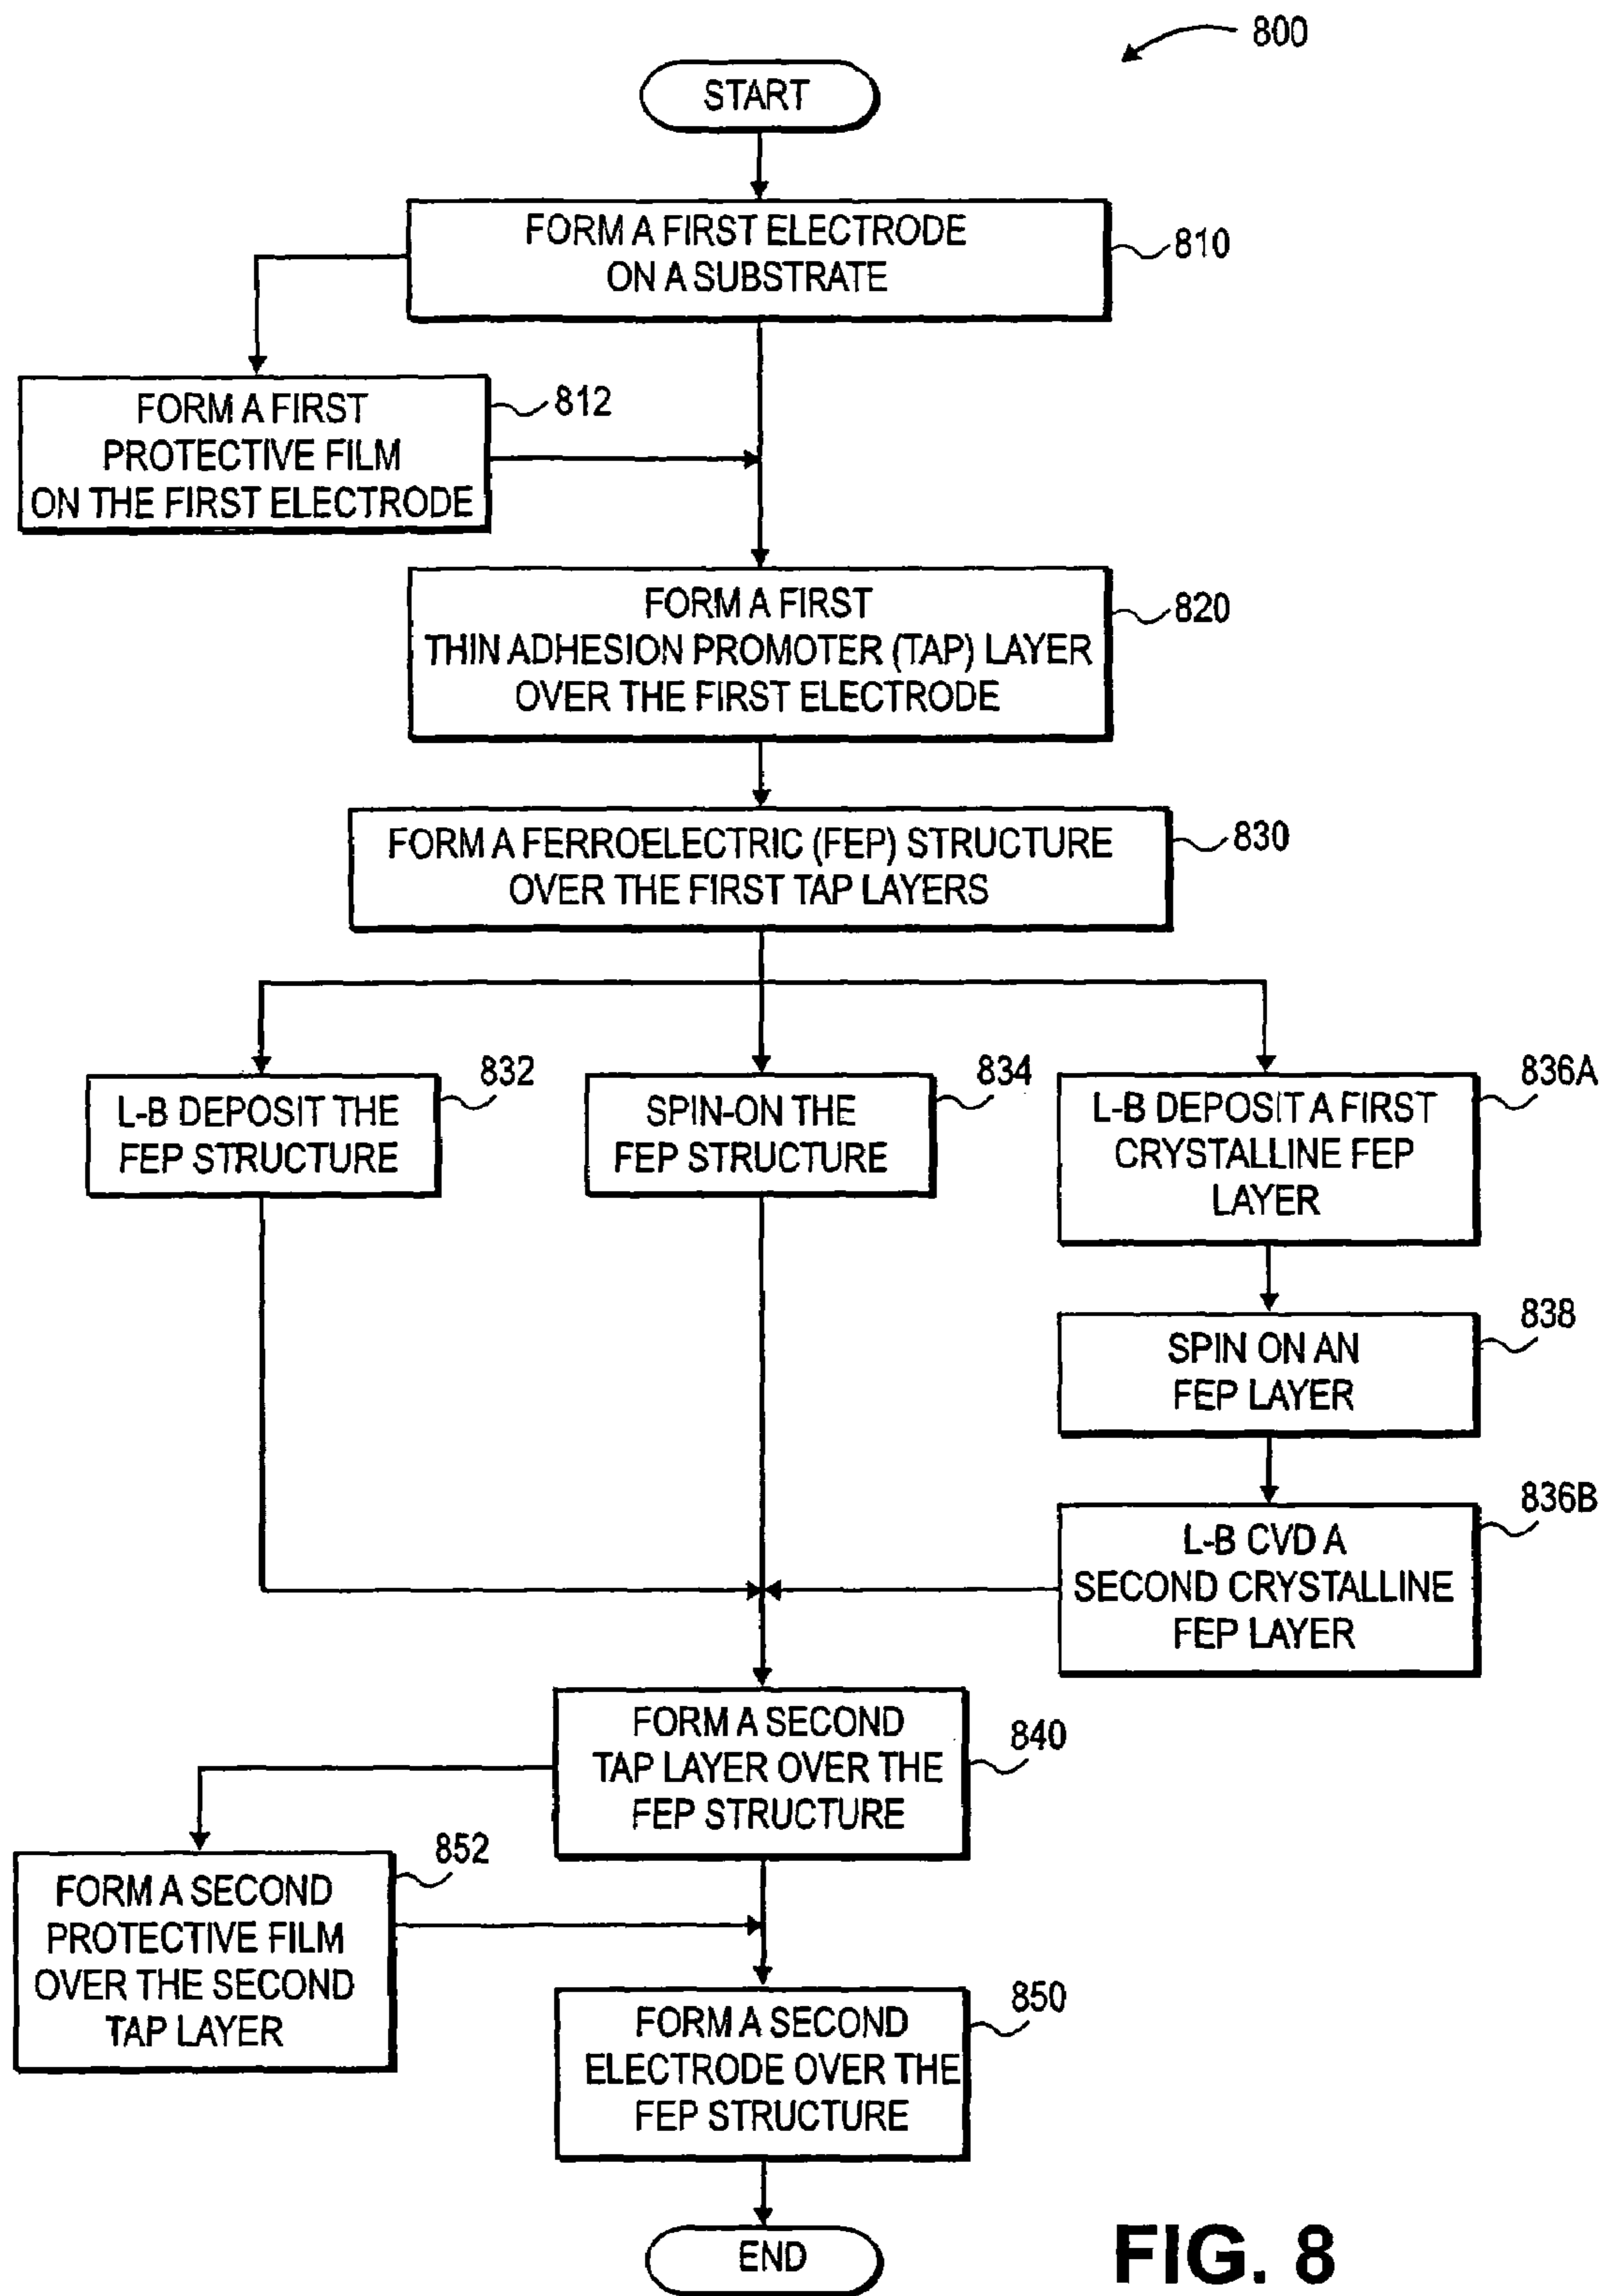 800
START
FORM A FIRST ELECTRODE
ON A SUBSTRATE
810
FORM A FIRST
PROTECTIVE FILM
ON THE FIRST ELECTRODE
812
FORM A FIRST
THIN ADHESION PROMOTER (TAP) LAYER
OVER THE FIRST ELECTRODE
820
FORM A FERROELECTRIC (FEP) STRUCTURE
OVER THE FIRST TAP LAYERS
830
L-B DEPOSIT THE
FEP STRUCTURE
832
SPIN-ON THE
FEP STRUCTURE
834
L-B DEPOSIT A FIRST
CRYSTALLINE FEP
LAYER
836A
SPIN ON AN
FEP LAYER
838
L-B CVD A
SECOND CRYSTALLINE
FEP LAYER
836B
FORM A SECOND
TAP LAYER OVER THE
FEP STRUCTURE
840
FORM A SECOND
PROTECTIVE FILM
OVER THE SECOND
TAP LAYER
852
FORM A SECOND
ELECTRODE OVER THE
FEP STRUCTURE
850
END
FIG. 8